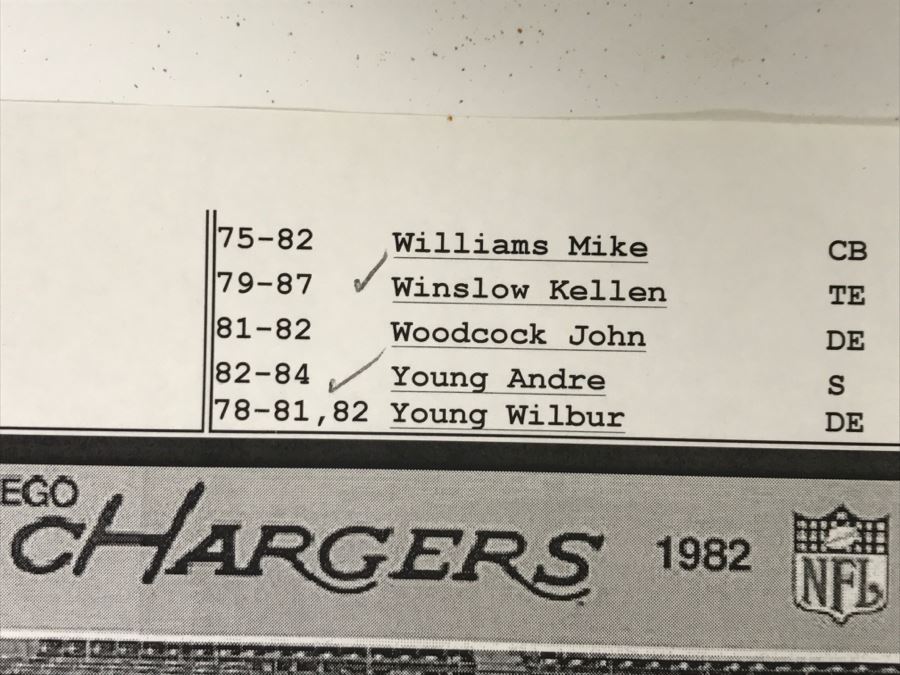 75-82 Williams Mike CB
79-87 ✓ Winslow Kellen TE
81-82 Woodcock John DE
82-84 ✓ Young Andre S
78-81,82 Young Wilbur DE
EGO
CHARGERS 1982 NFL